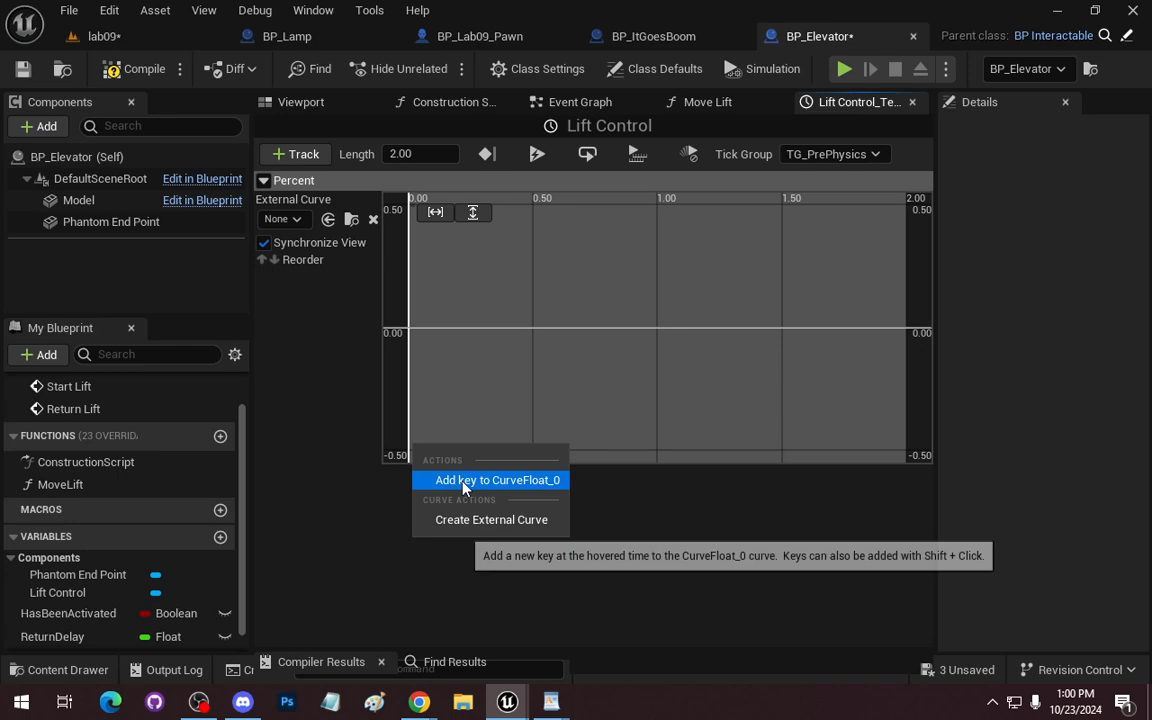 File Edit Asset View Debug Window Tools Help
lab09* BP_Lamp BP_Lab09_Pawn BP_ItGoesBoom BP_Elevator* Parent class: BP Interactable
Compile Diff Find Hide Unrelated Class Settings Class Defaults Simulation BP_Elevator
Components Viewport Construction S... Event Graph Move Lift Lift Control_Te... Details
Add Search Lift Control
BP_Elevator (Self) Track Length 2.00 Tick Group TG_PrePhysics
DefaultSceneRoot Edit in Blueprint Percent
Model Edit in Blueprint External Curve 0.00 0.50 1.00 1.50 2.00
Phantom End Point None 0.50 0.50
Synchronize View
Reorder
My Blueprint 0.00 0.00
Add Search
Start Lift
Return Lift
FUNCTIONS (23 OVERRID/ -0.50 -0.50
ConstructionScript ACTIONS
MoveLift Add key to CurveFloat_0
CURVE ACTIONS
MACROS Create External Curve
VARIABLES
Components Add a new key at the hovered time to the CurveFloat_0 curve. Keys can also be added with Shift + Click.
Phantom End Point
Lift Control
HasBeenActivated Boolean
ReturnDelay Float
Compiler Results Find Results
Content Drawer Output Log 3 Unsaved Revision Control
1:00 PM
10/23/2024
1